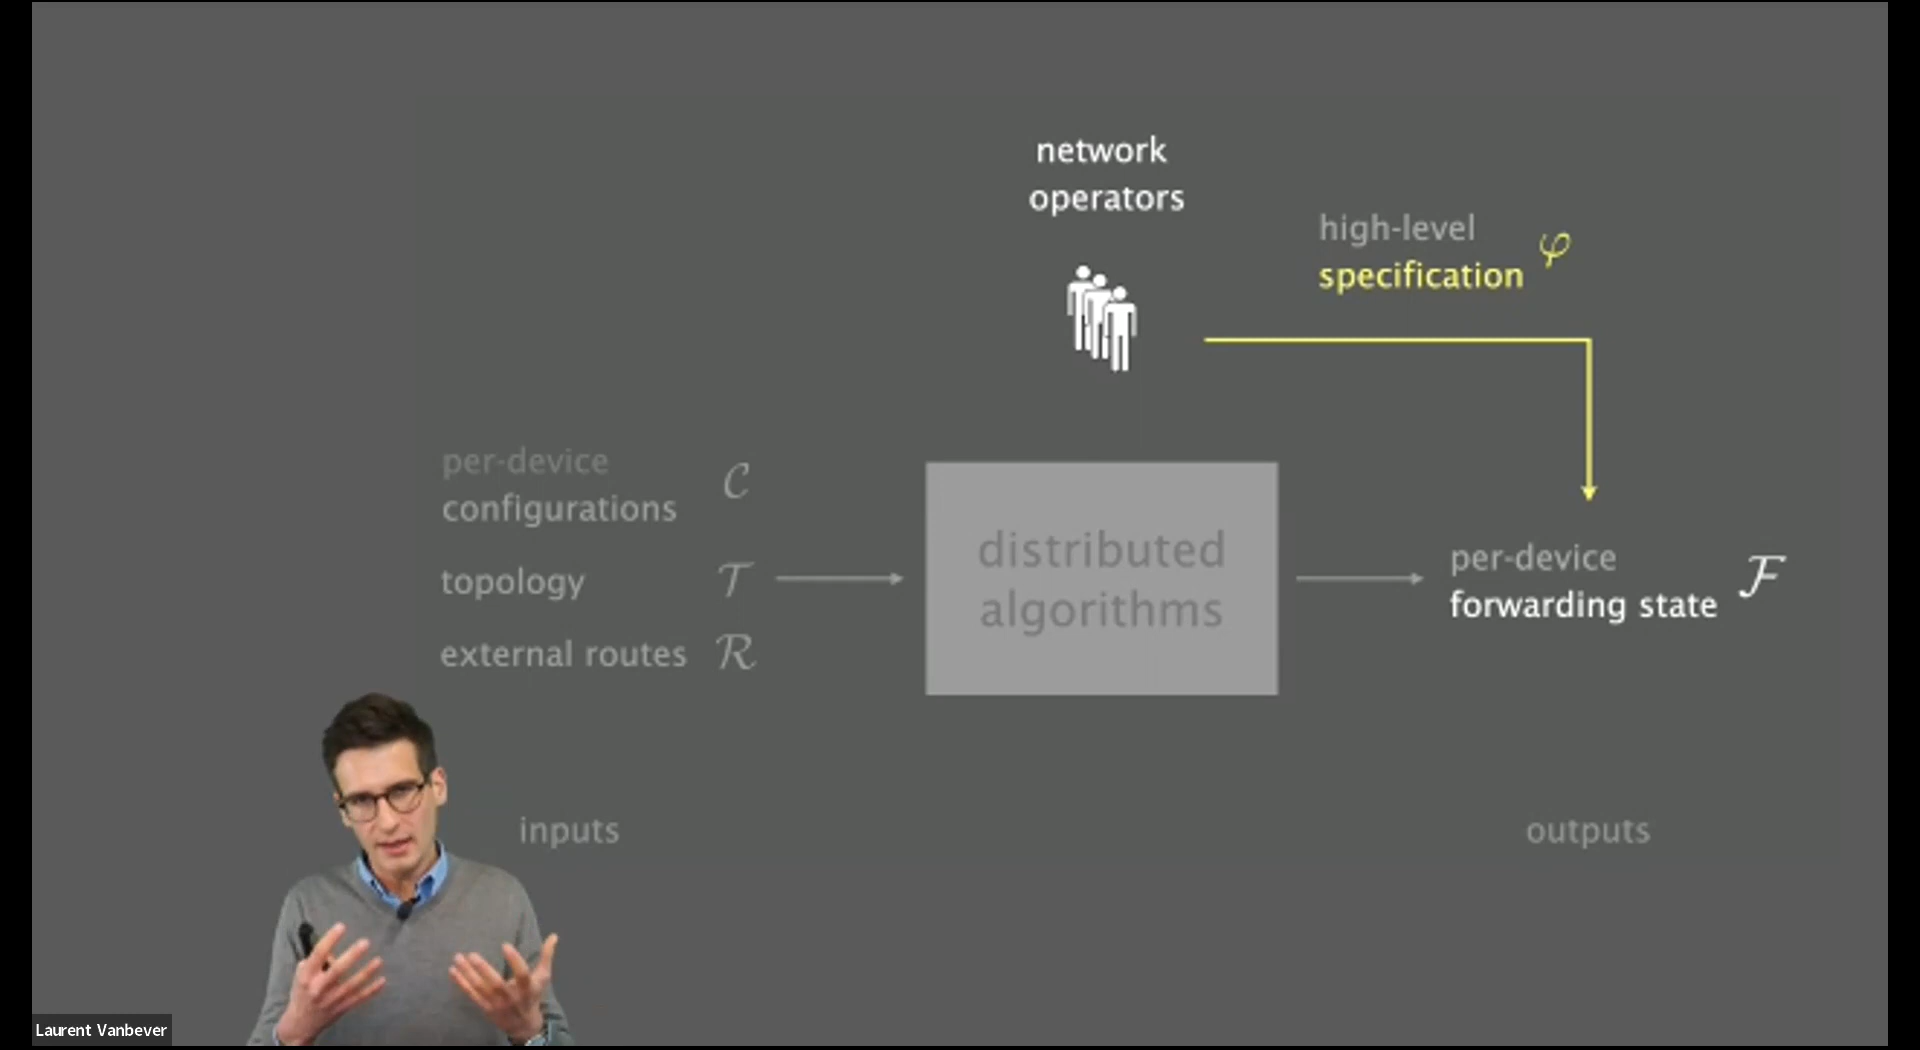 network
operators
high-level
specification φ
per-device
configurations C
topology T
external routes R
distributed
algorithms
per-device
forwarding state F
inputs
outputs
Laurent Vanbever